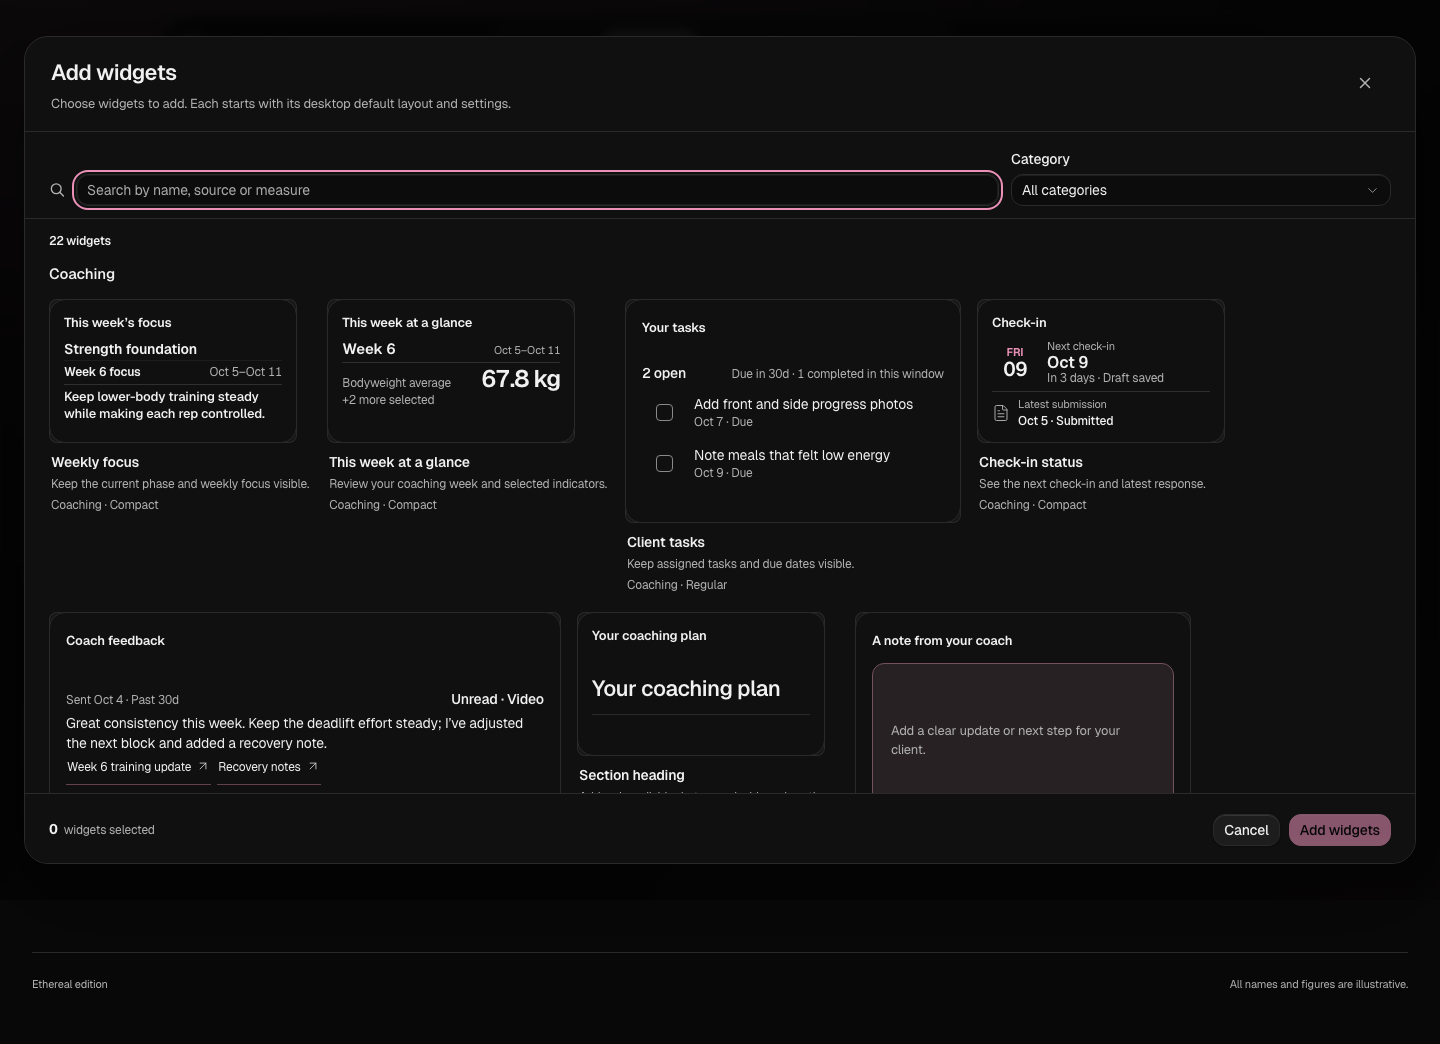 Add widgets
Choose widgets to add. Each starts with its desktop default layout and settings.
Category
Search by name, source or measure
All categories
22 widgets
Coaching
This week's focus
Strength foundation
Week 6 focus
Oct 5–Oct 11
Keep lower-body training steady
while making each rep controlled.
Weekly focus
Keep the current phase and weekly focus visible.
Coaching · Compact
This week at a glance
Week 6
Oct 5–Oct 11
Bodyweight average
67.8 kg
+2 more selected
This week at a glance
Review your coaching week and selected indicators.
Coaching · Compact
Your tasks
2 open
Due in 30d · 1 completed in this window
Add front and side progress photos
Oct 7 · Due
Note meals that felt low energy
Oct 9 · Due
Client tasks
Keep assigned tasks and due dates visible.
Coaching · Regular
Check-in
FRI
09
Next check-in
Oct 9
In 3 days · Draft saved
Latest submission
Oct 5 · Submitted
Check-in status
See the next check-in and latest response.
Coaching · Compact
Coach feedback
Sent Oct 4 · Past 30d
Unread · Video
Great consistency this week. Keep the deadlift effort steady; I've adjusted
the next block and added a recovery note.
Week 6 training update
Recovery notes
Your coaching plan
Your coaching plan
Section heading
A note from your coach
Add a clear update or next step for your
client.
0 widgets selected
Cancel
Add widgets
Ethereal edition
All names and figures are illustrative.